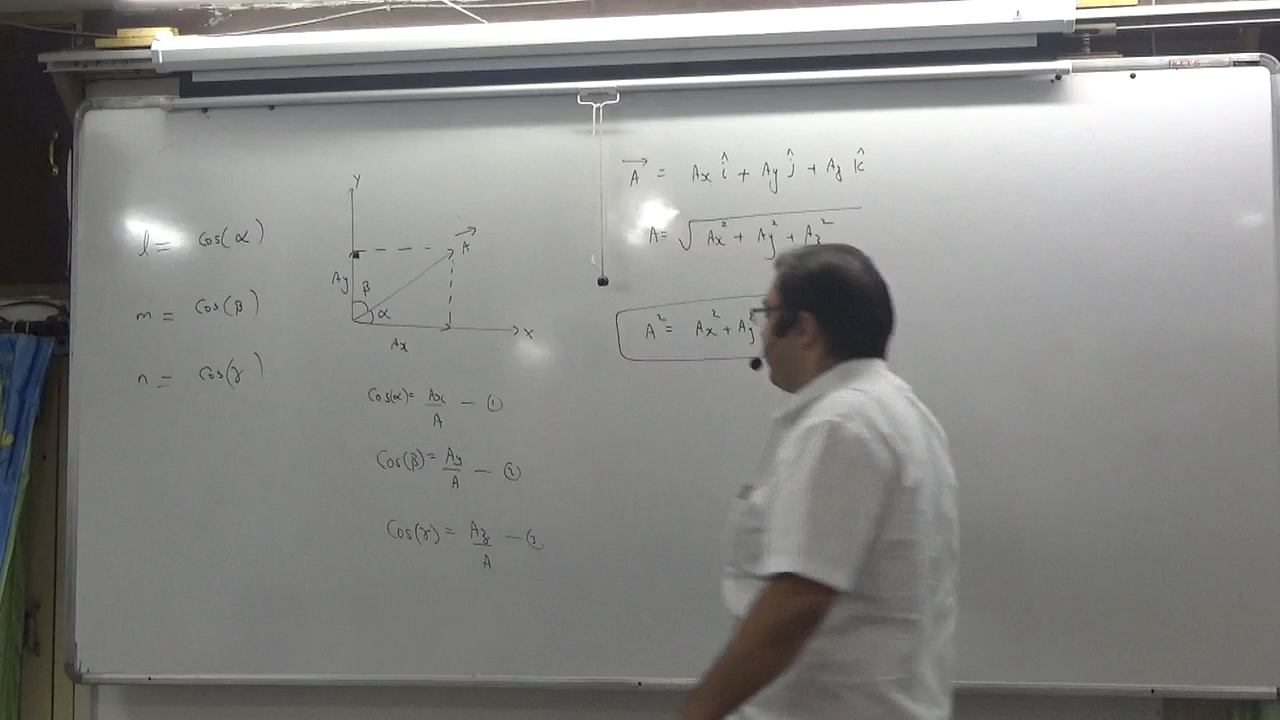 l = cos(α)
m = cos(β)
n = cos(γ)
Y
A
Ay
β
α
x
Ax
Cos(α) = Ax/A — ①
Cos(β) = Ay/A — ②
Cos(γ) = Az/A — ③
A = Ax î + Ay ĵ + Az k̂
A = √Ax² + Ay² + Az²
A² = Ax² + Ay²